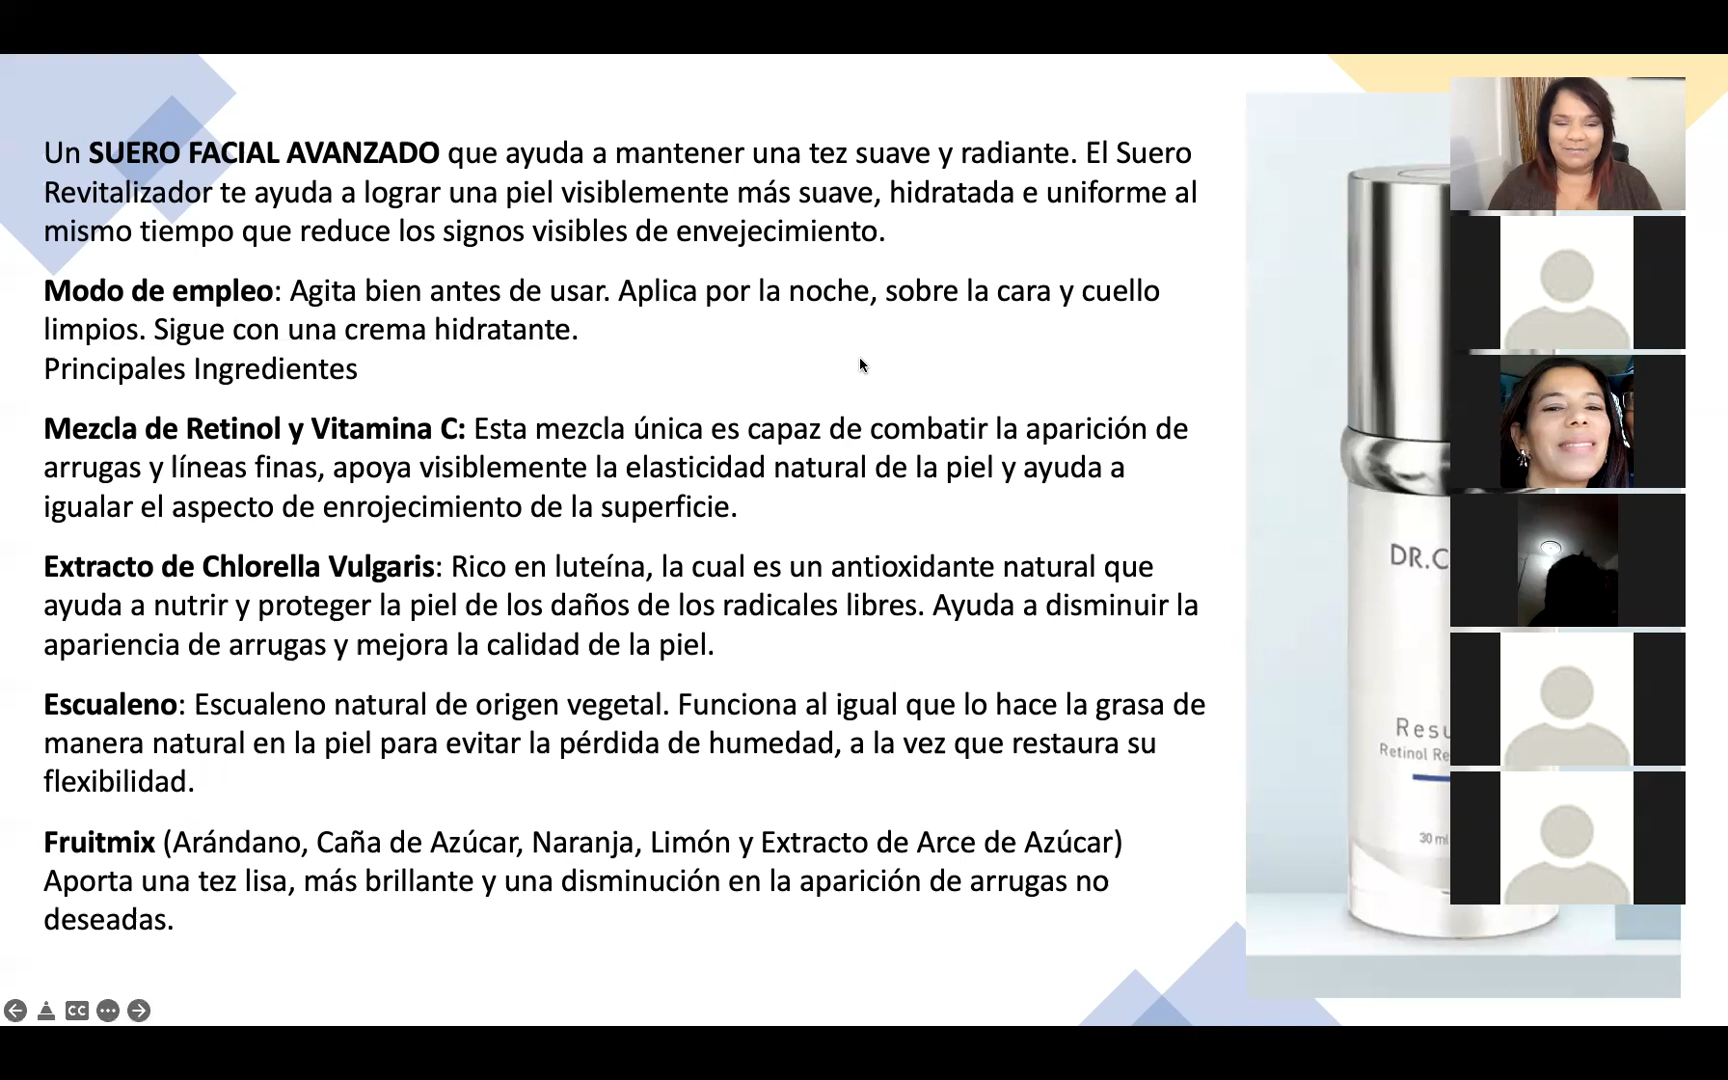 Un SUERO FACIAL AVANZADO que ayuda a mantener una tez suave y radiante. El Suero
Revitalizador te ayuda a lograr una piel visiblemente más suave, hidratada e uniforme al
mismo tiempo que reduce los signos visibles de envejecimiento.
Modo de empleo: Agita bien antes de usar. Aplica por la noche, sobre la cara y cuello
limpios. Sigue con una crema hidratante.
Principales Ingredientes
Mezcla de Retinol y Vitamina C: Esta mezcla única es capaz de combatir la aparición de
arrugas y líneas finas, apoya visiblemente la elasticidad natural de la piel y ayuda a
igualar el aspecto de enrojecimiento de la superficie.
Extracto de Chlorella Vulgaris: Rico en luteína, la cual es un antioxidante natural que
ayuda a nutrir y proteger la piel de los daños de los radicales libres. Ayuda a disminuir la
apariencia de arrugas y mejora la calidad de la piel.
Escualeno: Escualeno natural de origen vegetal. Funciona al igual que lo hace la grasa de
manera natural en la piel para evitar la pérdida de humedad, a la vez que restaura su
flexibilidad.
Fruitmix (Arándano, Caña de Azúcar, Naranja, Limón y Extracto de Arce de Azúcar)
Aporta una tez lisa, más brillante y una disminución en la aparición de arrugas no
deseadas.
DR.C
Resu
Retinol Re
30 ml
CC